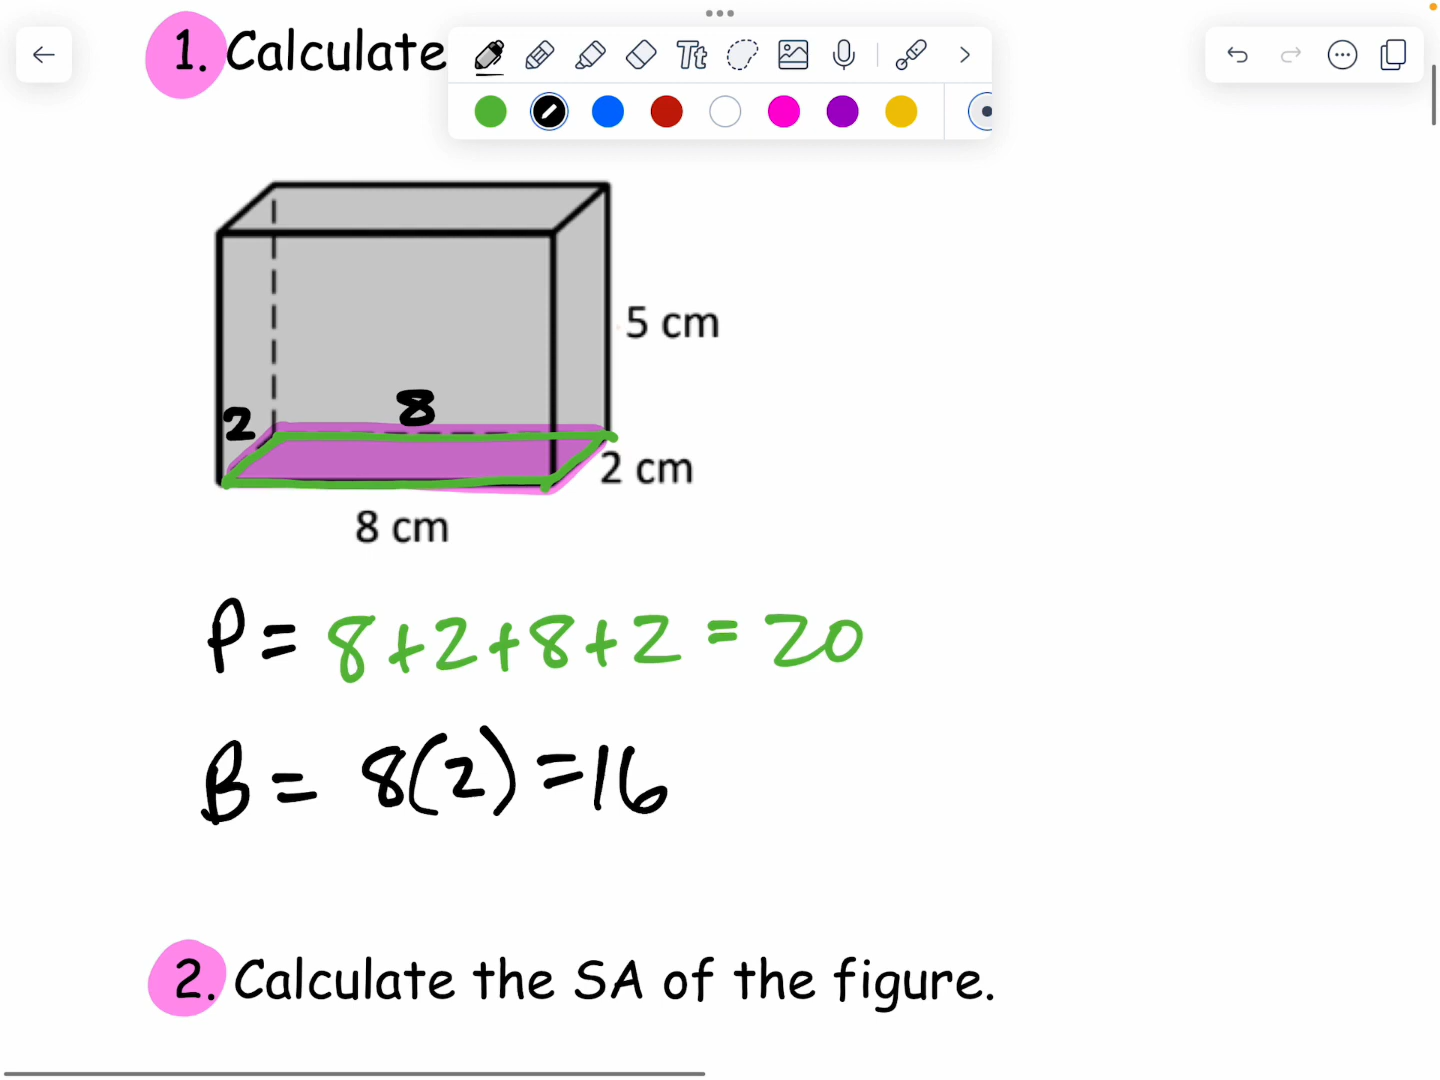 1. Calculate
Tt
5 cm
2
8
2 cm
8 cm
P = 8+2+8+2 = 20
B = 8(2) = 16
2. Calculate the SA of the figure.